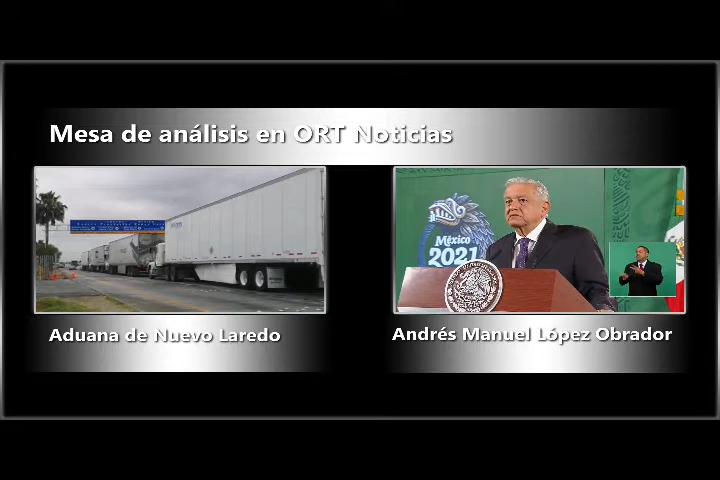 Mesa de análisis en ORT Noticias
México
2021
Aduana de Nuevo Laredo
Andrés Manuel López Obrador